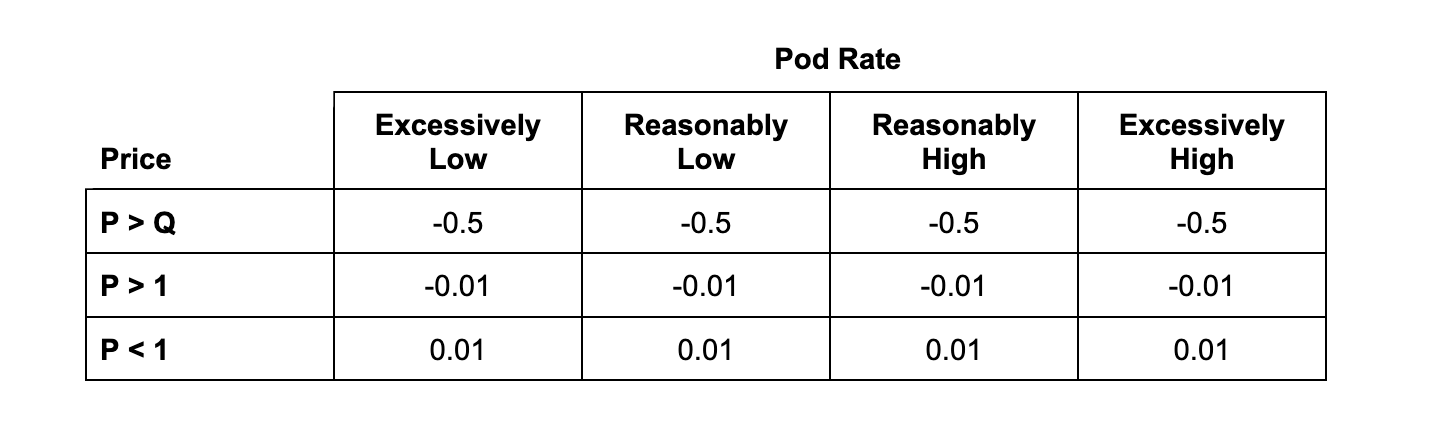 Pod Rate
Price
Excessively Low
Reasonably Low
Reasonably High
Excessively High
P > Q -0.5 -0.5 -0.5 -0.5
P > 1 -0.01 -0.01 -0.01 -0.01
P < 1 0.01 0.01 0.01 0.01